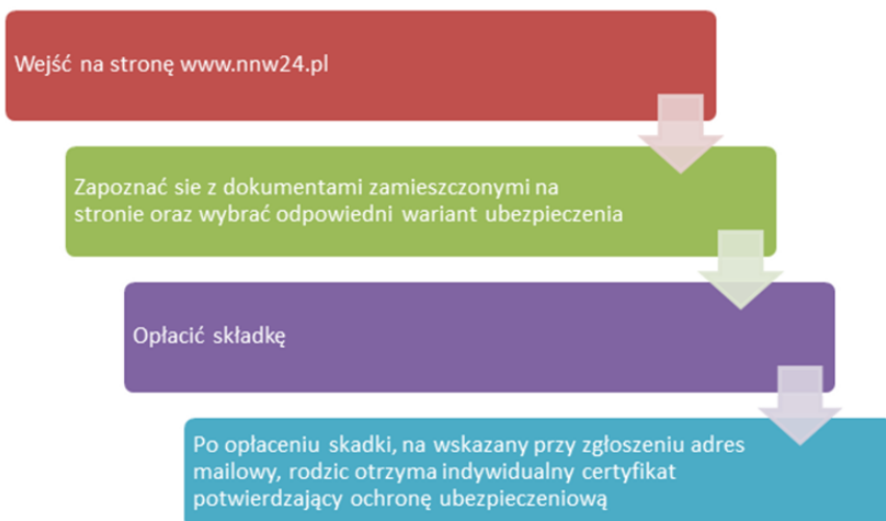 Wejść na stronę www.nnw24.pl
Zapoznać sie z dokumentami zamieszczonymi na
stronie oraz wybrać odpowiedni wariant ubezpieczenia
Opłacić składkę
Po opłaceniu skadki, na wskazany przy zgłoszeniu adres
mailowy, rodzic otrzyma indywidualny certyfikat
potwierdzający ochronę ubezpieczeniową